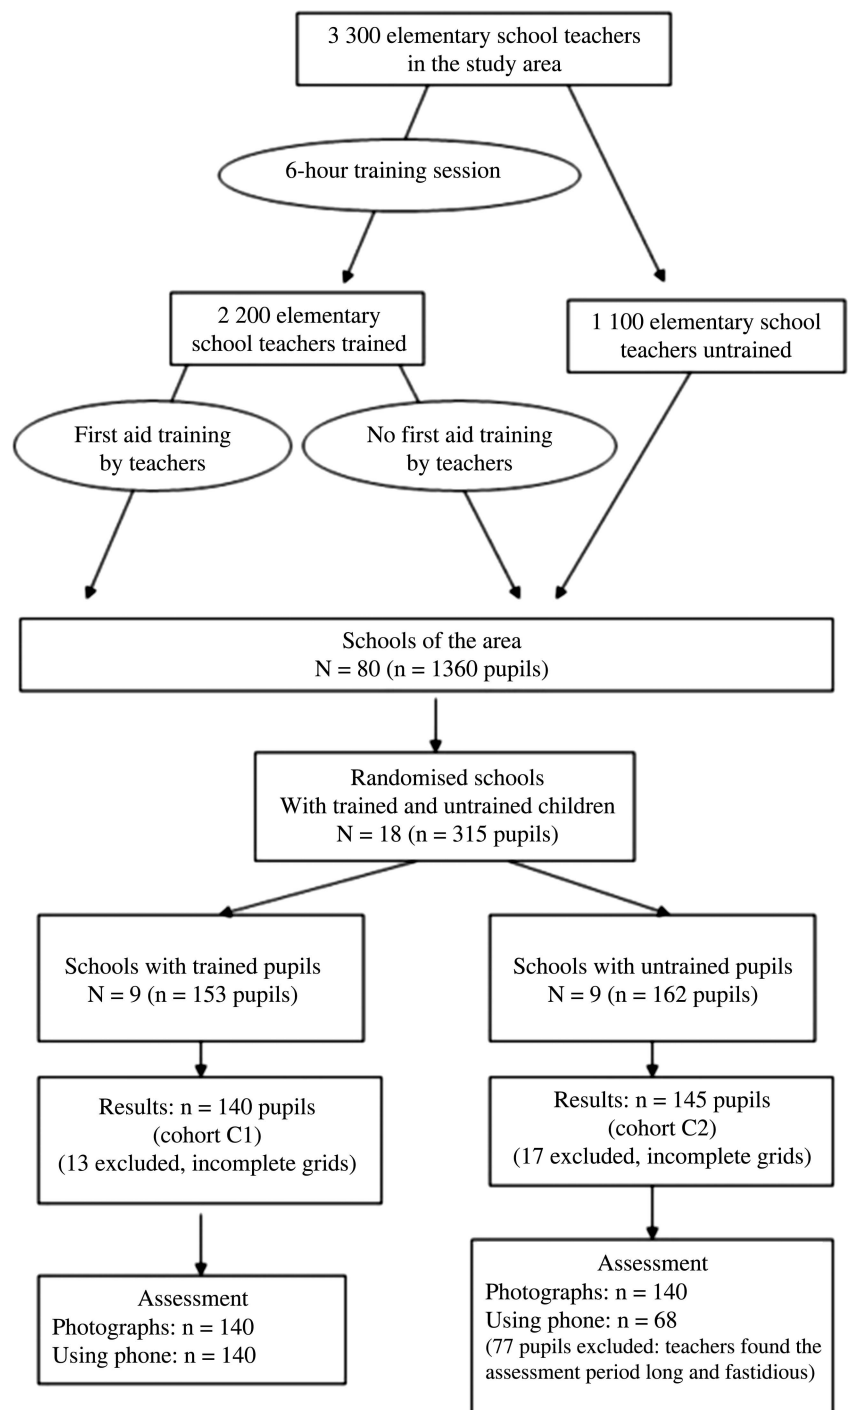 3 300 elementary school teachers
in the study area
6-hour training session
2 200 elementary
school teachers trained
1 100 elementary school
teachers untrained
First aid training
by teachers
No first aid training
by teachers
Schools of the area
N = 80 (n = 1360 pupils)
Randomised schools
With trained and untrained children
N = 18 (n = 315 pupils)
Schools with trained pupils
N = 9 (n = 153 pupils)
Schools with untrained pupils
N = 9 (n = 162 pupils)
Results: n = 140 pupils
(cohort C1)
(13 excluded, incomplete grids)
Results: n = 145 pupils
(cohort C2)
(17 excluded, incomplete grids)
Assessment
Photographs: n = 140
Using phone: n = 140
Assessment
Photographs: n = 140
Using phone: n = 68
(77 pupils excluded: teachers found the
assessment period long and fastidious)